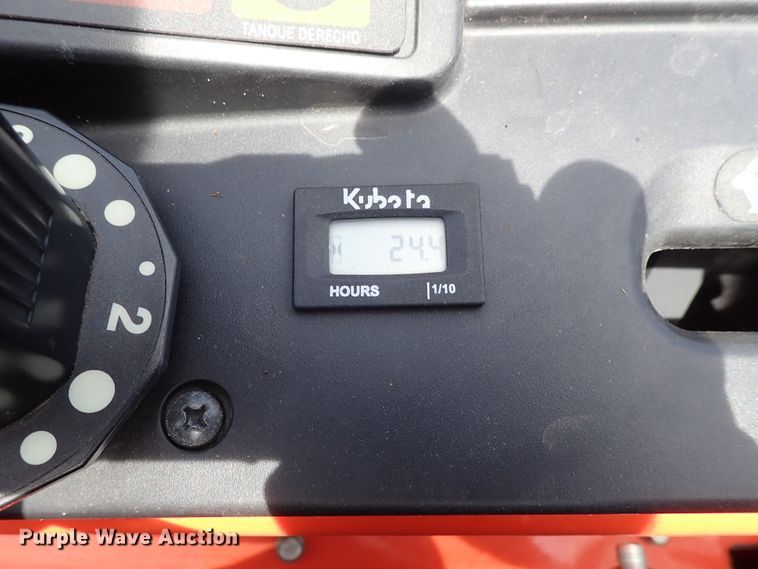 TANQUE DERECHO
Kubota
24.4
HOURS 1/10
2
Purple Wave Auction